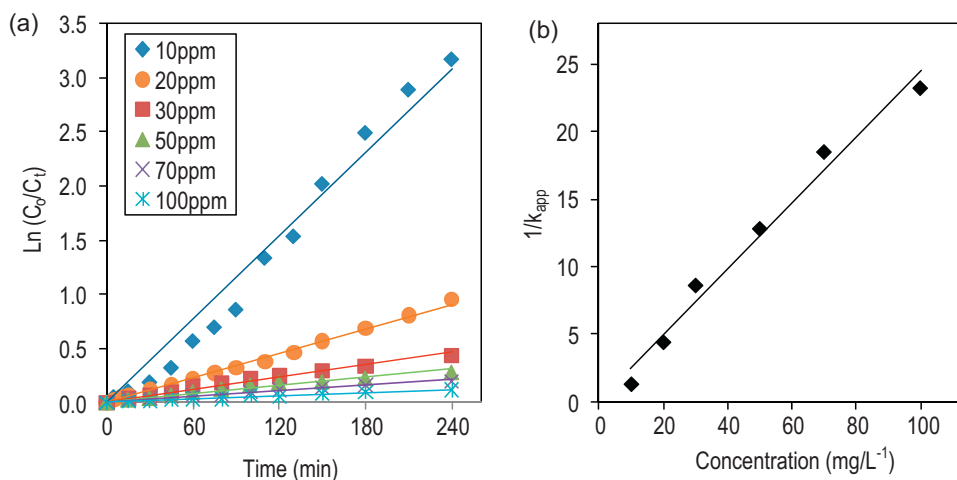 (a)
Ln (C₀/Cₜ)
3.5
3.0
2.5
2.0
1.5
1.0
0.5
0.0
10ppm
20ppm
30ppm
50ppm
70ppm
100ppm
0 60 120 180 240
Time (min)
(b)
1/k_app
25
20
15
10
5
0
0 20 40 60 80 100
Concentration (mg/L⁻¹)